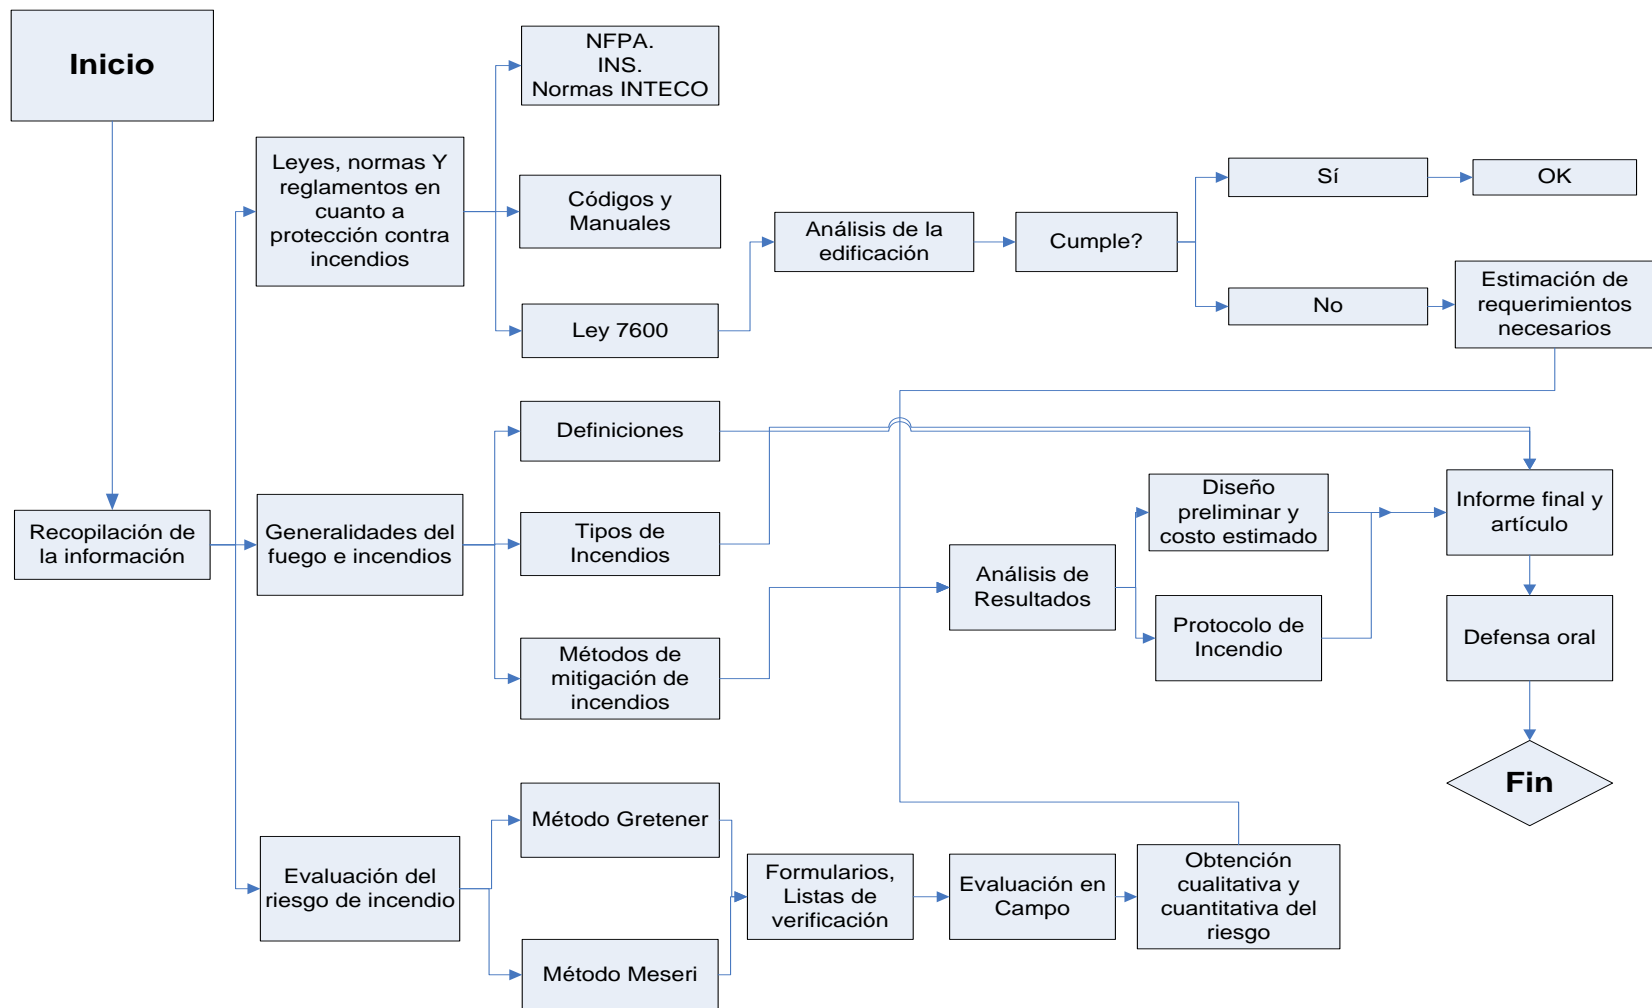 Inicio
NFPA.
INS.
Normas INTECO
Leyes, normas Y
reglamentos en
cuanto a
protección contra
incendios
Códigos y
Manuales
Ley 7600
Análisis de la
edificación
Cumple?
Sí
OK
No
Estimación de
requerimientos
necesarios
Recopilación de
la información
Generalidades del
fuego e incendios
Definiciones
Tipos de
Incendios
Métodos de
mitigación de
incendios
Análisis de
Resultados
Diseño
preliminar y
costo estimado
Protocolo de
Incendio
Informe final y
artículo
Defensa oral
Fin
Evaluación del
riesgo de incendio
Método Gretener
Método Meseri
Formularios,
Listas de
verificación
Evaluación en
Campo
Obtención
cualitativa y
cuantitativa del
riesgo